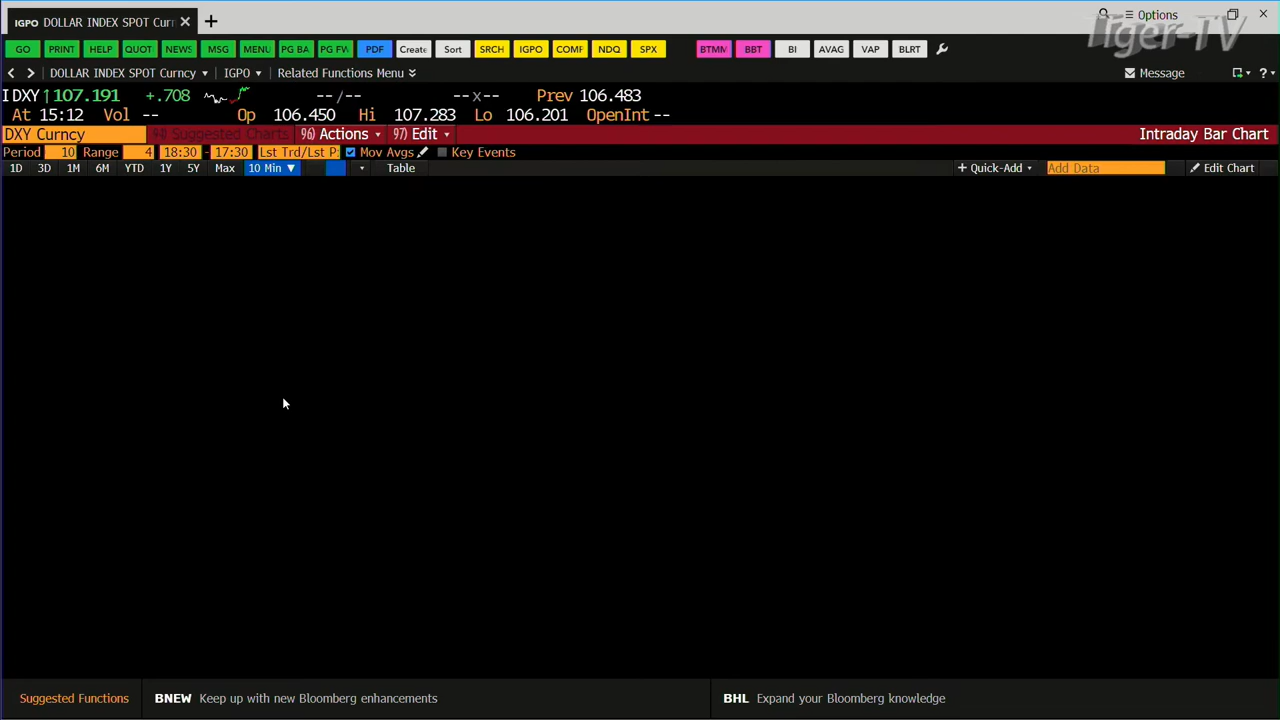 IGPO DOLLAR INDEX SPOT Curr
Options
Tiger-TV
GO PRINT HELP QUOT NEWS MSG MENU PG BA PG FW PDF Create Sort SRCH IGPO COMF NDQ SPX BTMM BBT BI AVAG VAP BLRT
DOLLAR INDEX SPOT Curncy IGPO Related Functions Menu Message ?
DXY ↑107.191 +.708 -- /-- --x-- Prev 106.483
At 15:12 Vol -- Op 106.450 Hi 107.283 Lo 106.201 OpenInt --
DXY Curncy 94) Suggested Charts 96) Actions 97) Edit Intraday Bar Chart
Period 10 Range 4 18:30 - 17:30 Lst Trd/Lst P: Mov Avgs Key Events
1D 3D 1M 6M YTD 1Y 5Y Max 10 Min ▼ Table + Quick-Add Add Data Edit Chart
Suggested Functions BNEW Keep up with new Bloomberg enhancements BHL Expand your Bloomberg knowledge